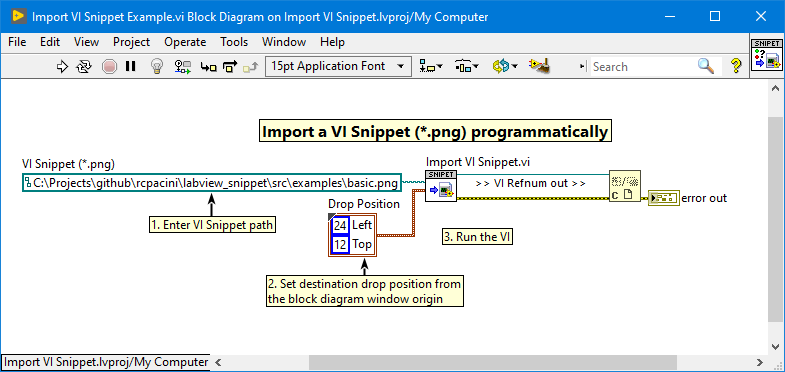 Import VI Snippet Example.vi Block Diagram on Import VI Snippet.lvproj/My Computer
File Edit View Project Operate Tools Window Help
15pt Application Font
Search
SNIPET
Import a VI Snippet (*.png) programmatically
VI Snippet (*.png)
C:\Projects\github\rcpacini\labview_snippet\src\examples\basic.png
Import VI Snippet.vi
SNIPET
>> VI Refnum out >>
error out
1. Enter VI Snippet path
Drop Position
24 Left
12 Top
3. Run the VI
2. Set destination drop position from
the block diagram window origin
Import VI Snippet.lvproj/My Computer